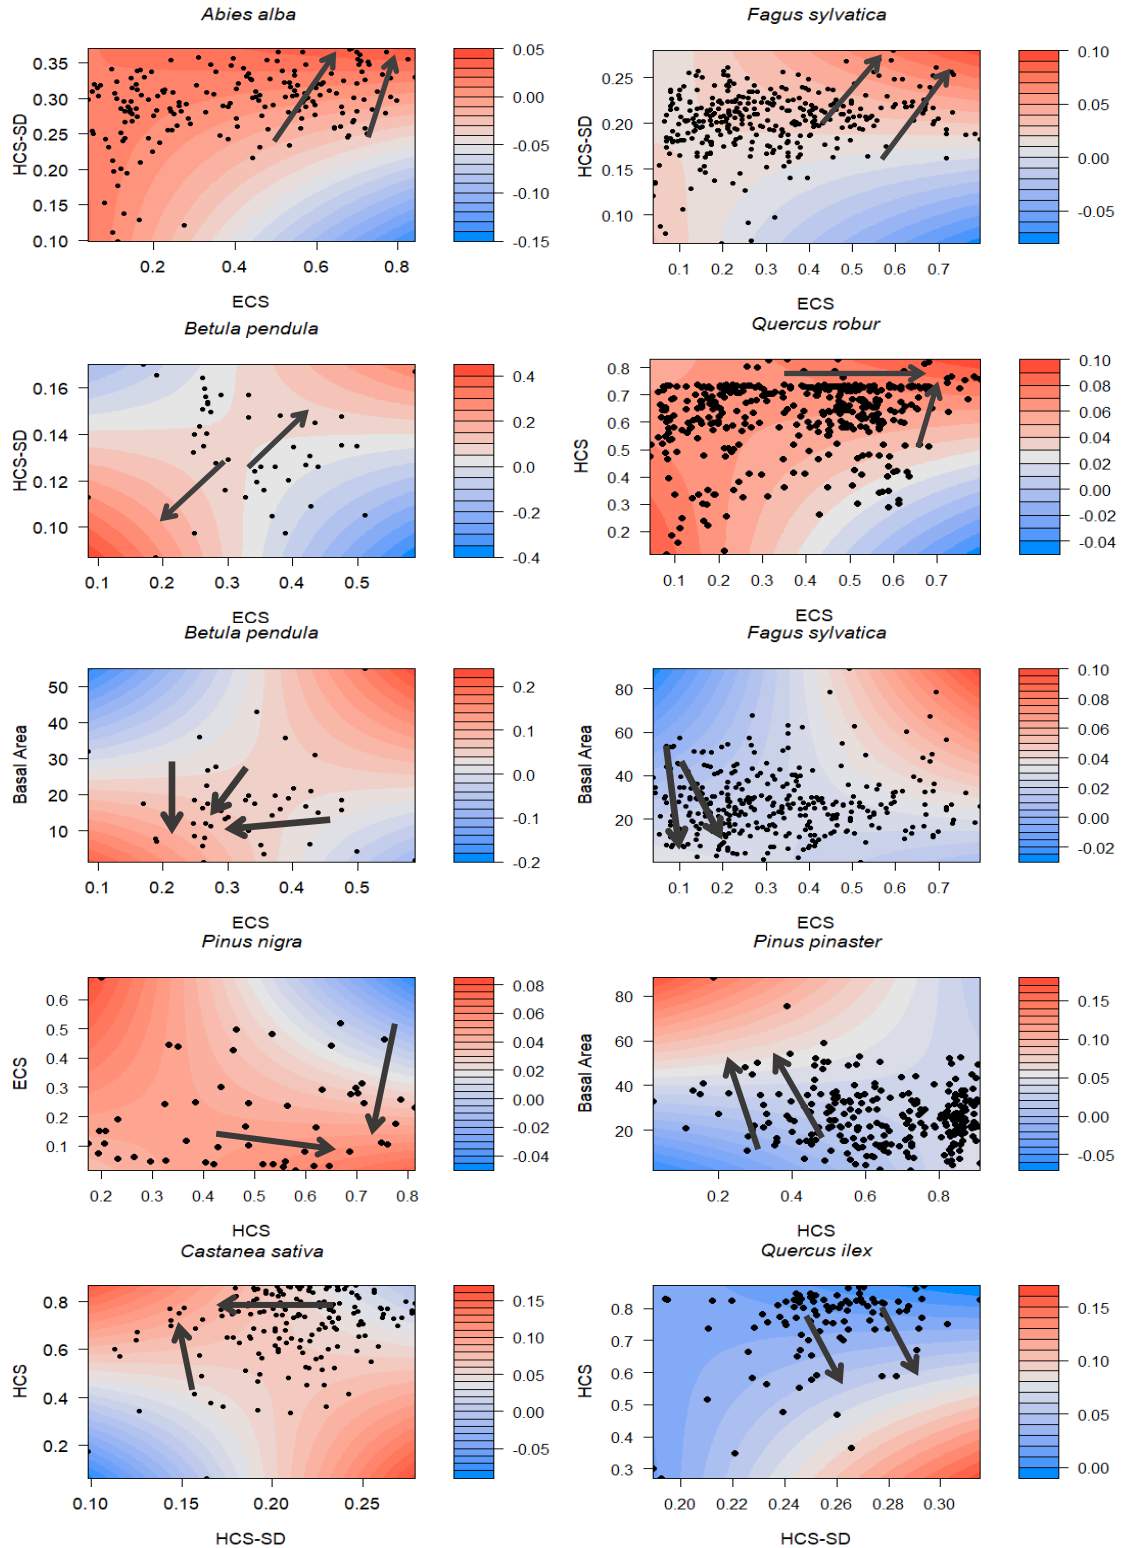 Abies alba
HCS-SD
0.35
0.30
0.25
0.20
0.15
0.10
0.2 0.4 0.6 0.8
ECS
0.05
0.00
-0.05
-0.10
-0.15
Fagus sylvatica
HCS-SD
0.25
0.20
0.15
0.10
0.1 0.2 0.3 0.4 0.5 0.6 0.7
ECS
0.10
0.05
0.00
-0.05
Betula pendula
HCS-SD
0.16
0.14
0.12
0.10
0.1 0.2 0.3 0.4 0.5
ECS
0.4
0.2
0.0
-0.2
-0.4
Quercus robur
HCS
0.8
0.7
0.6
0.5
0.4
0.3
0.2
0.1 0.2 0.3 0.4 0.5 0.6 0.7
ECS
0.10
0.08
0.06
0.04
0.02
0.00
-0.02
-0.04
Betula pendula
Basal Area
50
40
30
20
10
0.1 0.2 0.3 0.4 0.5
ECS
0.2
0.1
0.0
-0.1
-0.2
Fagus sylvatica
Basal Area
80
60
40
20
0.1 0.2 0.3 0.4 0.5 0.6 0.7
ECS
0.10
0.08
0.06
0.04
0.02
0.00
-0.02
Pinus nigra
ECS
0.6
0.5
0.4
0.3
0.2
0.1
0.2 0.3 0.4 0.5 0.6 0.7 0.8
HCS
0.08
0.06
0.04
0.02
0.00
-0.02
-0.04
Pinus pinaster
Basal Area
80
60
40
20
0.2 0.4 0.6 0.8
HCS
0.15
0.10
0.05
0.00
-0.05
Castanea sativa
HCS
0.8
0.6
0.4
0.2
0.10 0.15 0.20 0.25
HCS-SD
0.15
0.10
0.05
0.00
-0.05
Quercus ilex
HCS
0.8
0.7
0.6
0.5
0.4
0.3
0.20 0.22 0.24 0.26 0.28 0.30
HCS-SD
0.15
0.10
0.05
0.00